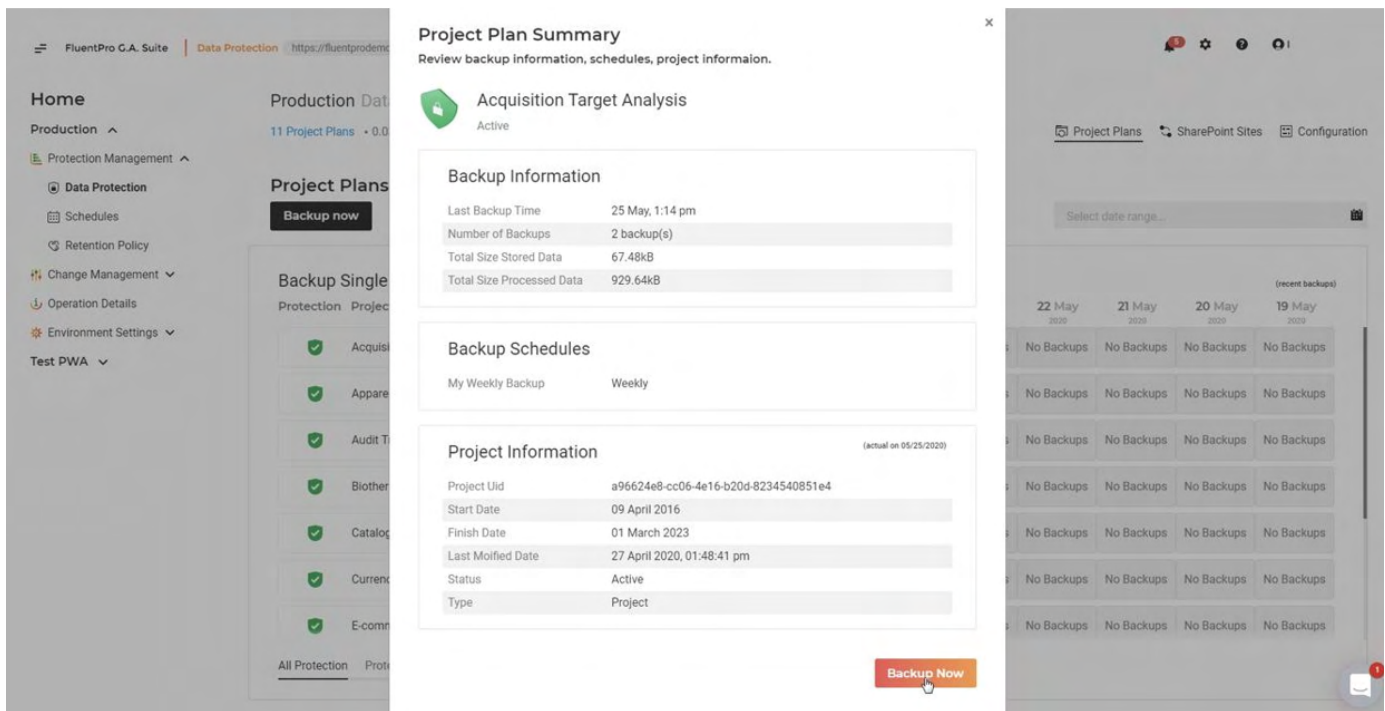 FluentPro G.A. Suite
Data Protection
https://fluentprodemo
5
Home
Production
Protection Management
Data Protection
Schedules
Retention Policy
Change Management
Operation Details
Environment Settings
Test PWA
Production Dat
11 Project Plans • 0.0
Project Plans
Backup now
Backup Single
Protection Projec
Acquisi
Appare
Audit T
Biother
Catalog
Curren
E-comm
All Protection Prote
×
Project Plan Summary
Review backup information, schedules, project informaion.
Acquisition Target Analysis
Active
Backup Information
Last Backup Time 25 May, 1:14 pm
Number of Backups 2 backup(s)
Total Size Stored Data 67.48kB
Total Size Processed Data 929.64kB
Backup Schedules
My Weekly Backup Weekly
Project Information (actual on 05/25/2020)
Project Uid a96624e8-cc06-4e16-b20d-8234540851e4
Start Date 09 April 2016
Finish Date 01 March 2023
Last Moified Date 27 April 2020, 01:48:41 pm
Status Active
Type Project
Backup Now
Project Plans SharePoint Sites Configuration
Select date range...
(recent backups)
22 May 21 May 20 May 19 May
2020 2020 2020 2020
No Backups No Backups No Backups No Backups
No Backups No Backups No Backups No Backups
No Backups No Backups No Backups No Backups
No Backups No Backups No Backups No Backups
No Backups No Backups No Backups No Backups
No Backups No Backups No Backups No Backups
No Backups No Backups No Backups No Backups
1